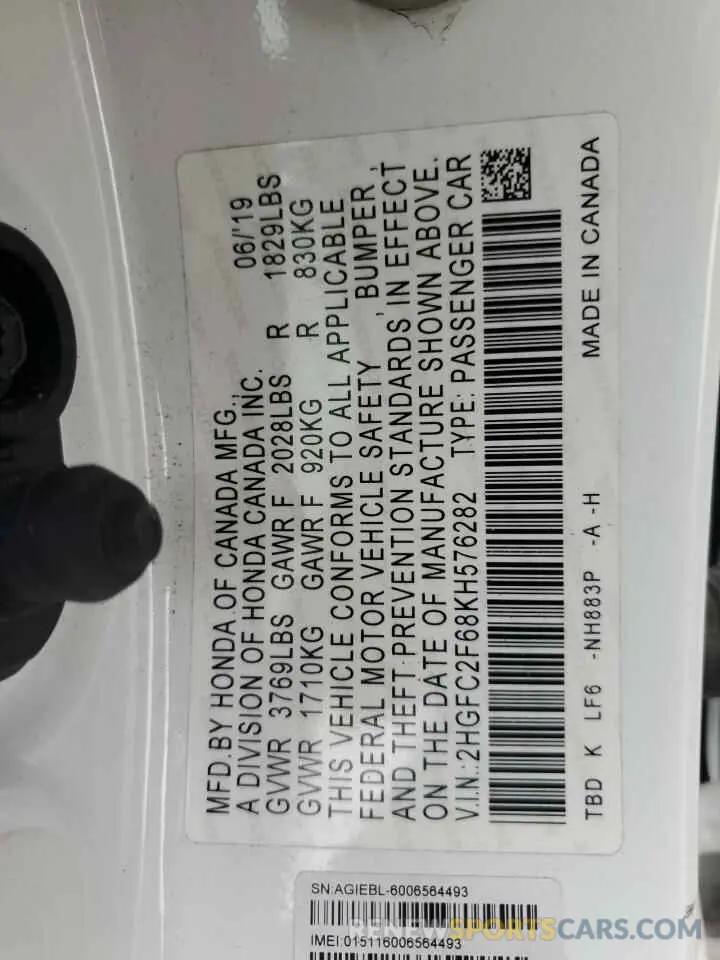 MFD.BY HONDA OF CANADA MFG., 06/'19
A DIVISION OF HONDA CANADA INC.
GVWR 3769LBS GAWR F 2028LBS R 1829LBS
GVWR 1710KG GAWR F 920KG R 830KG
THIS VEHICLE CONFORMS TO ALL APPLICABLE
FEDERAL MOTOR VEHICLE SAFETY , BUMPER ,
AND THEFT PREVENTION STANDARDS IN EFFECT
ON THE DATE OF MANUFACTURE SHOWN ABOVE.
V.I.N.:2HGFC2F68KH576282 TYPE: PASSENGER CAR
TBD K LF6 -NH883P -A -H MADE IN CANADA
SN:AGIEBL-6006564493
IMEI:015116006564493
RENEWSPORTSCARS.COM